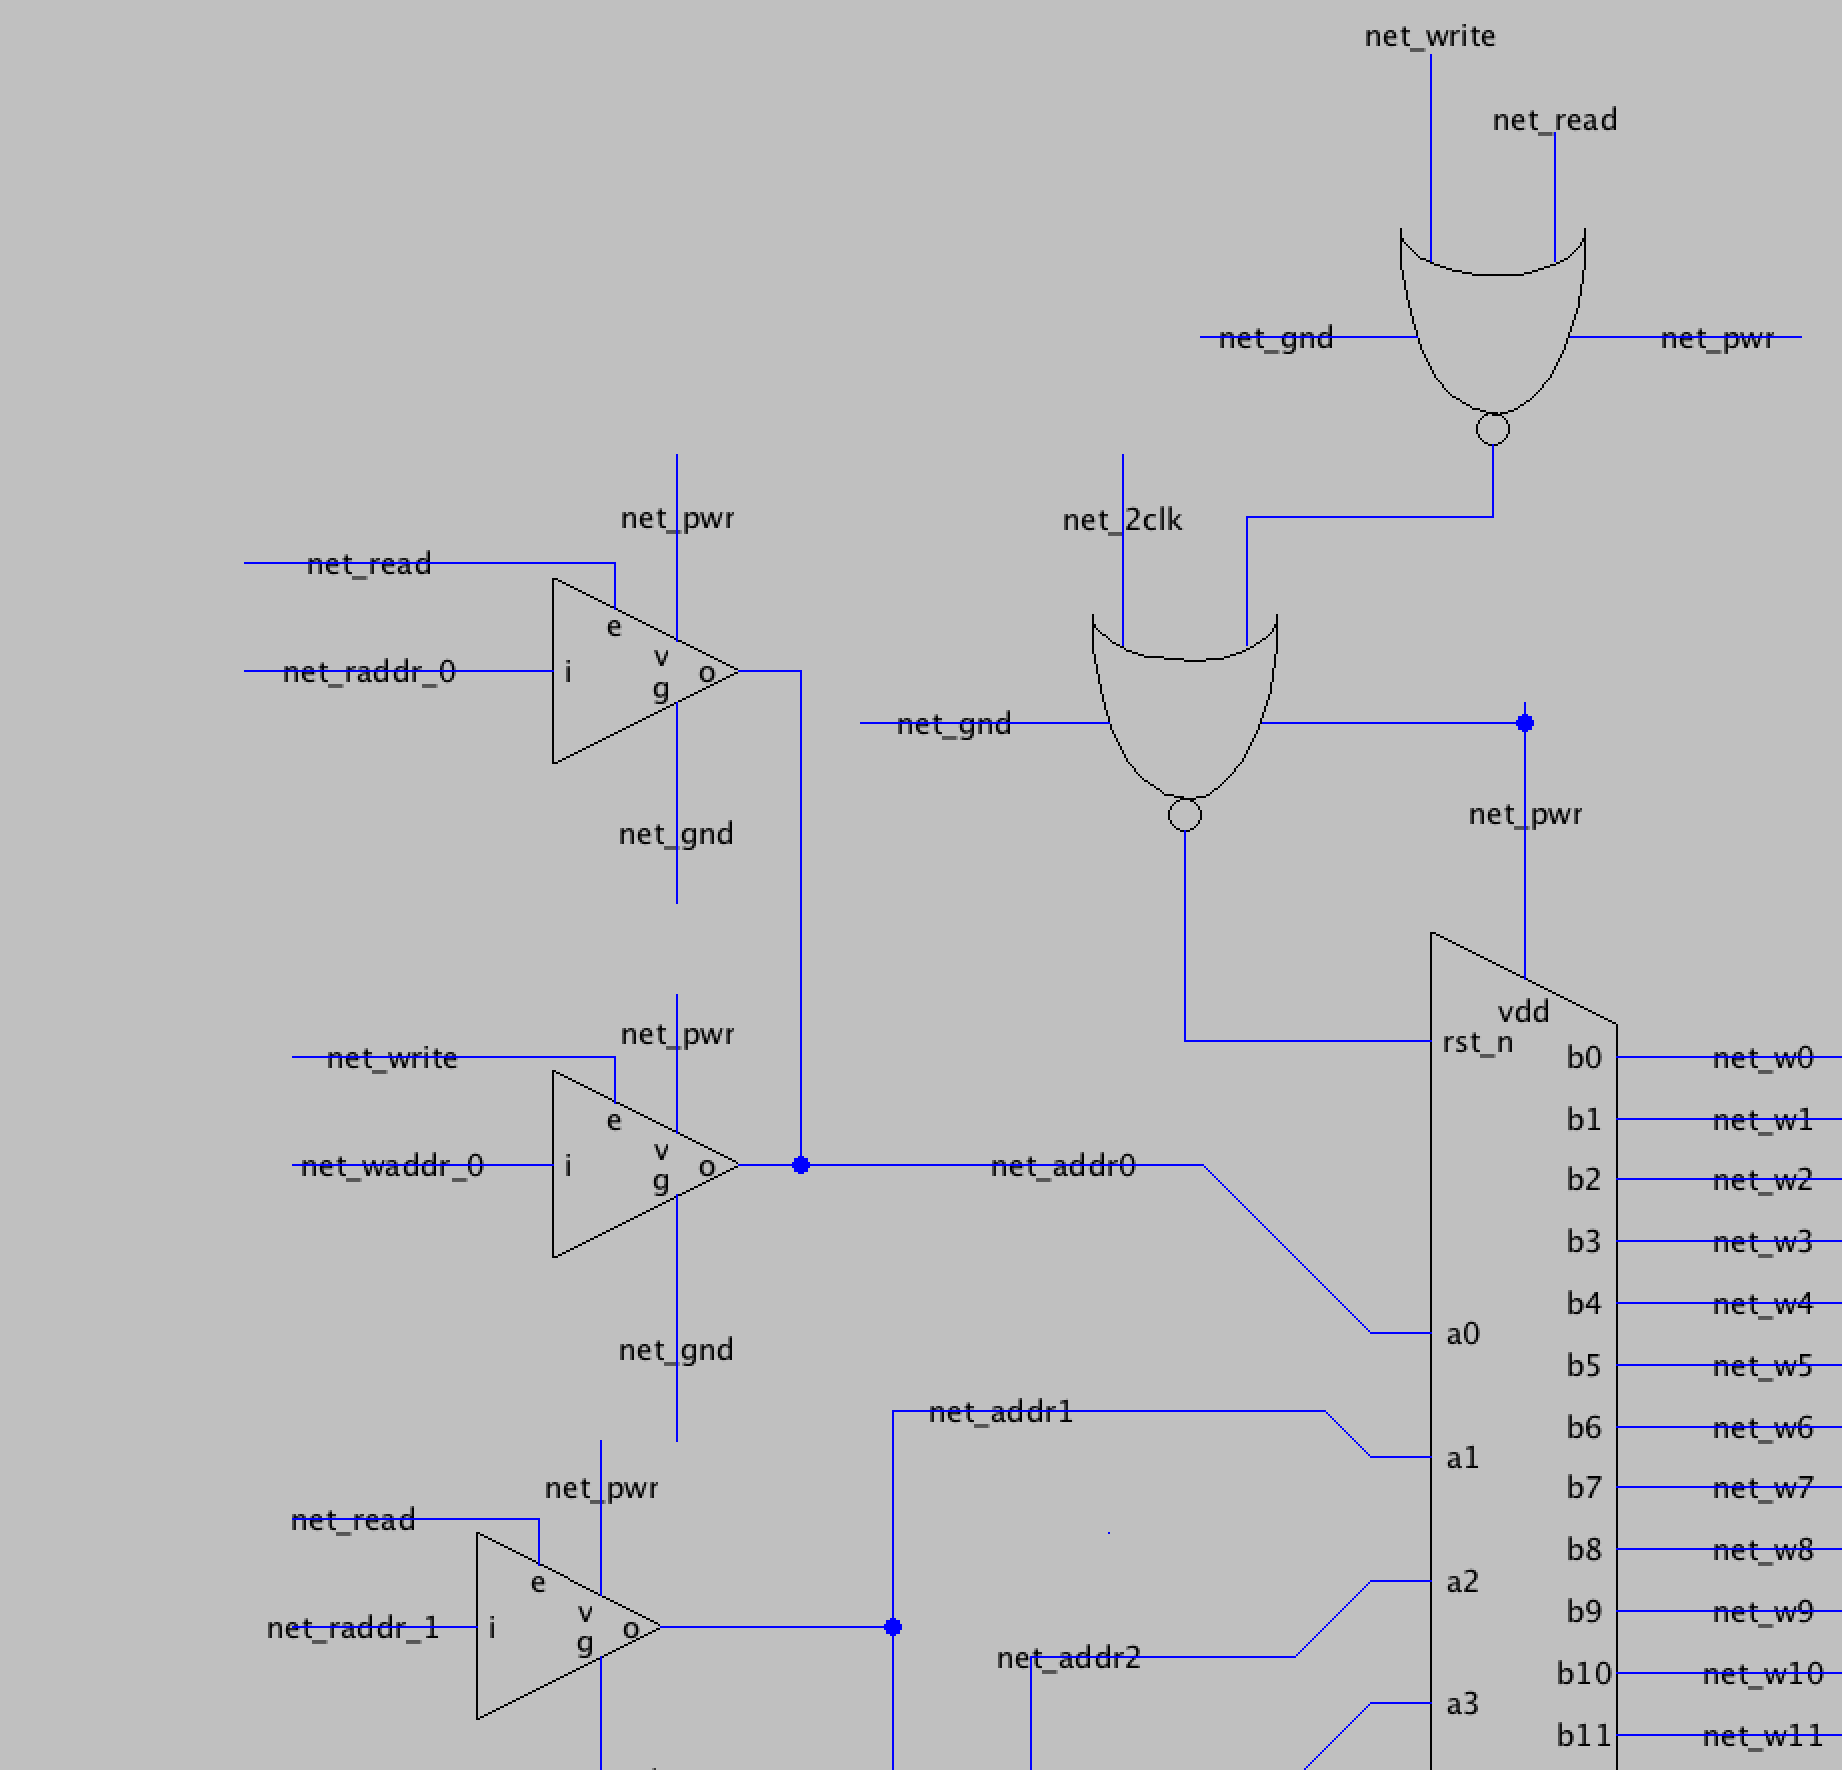 net_write
net_read
net_gnd
net_pwr
net_pwr
net_2clk
net_read
e
v
net_raddr_0
i
o
g
net_gnd
net_gnd
net_pwr
vdd
rst_n
net_pwr
net_write
e
v
net_waddr_0
i
o
g
net_gnd
net_addr0
a0
net_addr1
a1
net_pwr
net_read
e
v
net_raddr_1
i
o
g
a2
net_addr2
a3
b0 net_w0
b1 net_w1
b2 net_w2
b3 net_w3
b4 net_w4
b5 net_w5
b6 net_w6
b7 net_w7
b8 net_w8
b9 net_w9
b10 net_w10
b11 net_w11